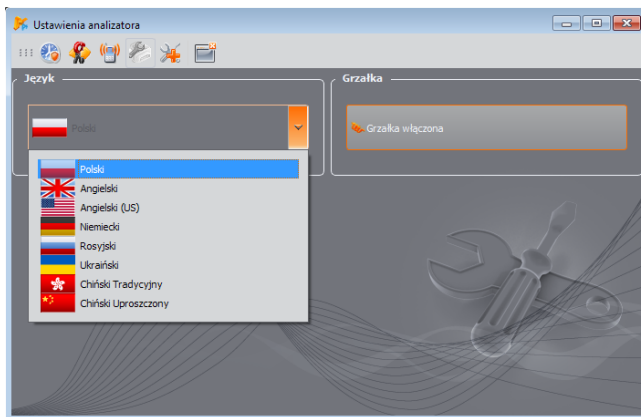 Ustawienia analizatora
Język
Grzałka
Polski
Grzałka włączona
Polski
Angielski
Angielski (US)
Niemiecki
Rosyjski
Ukraiński
Chiński Tradycyjny
Chiński Uproszczony